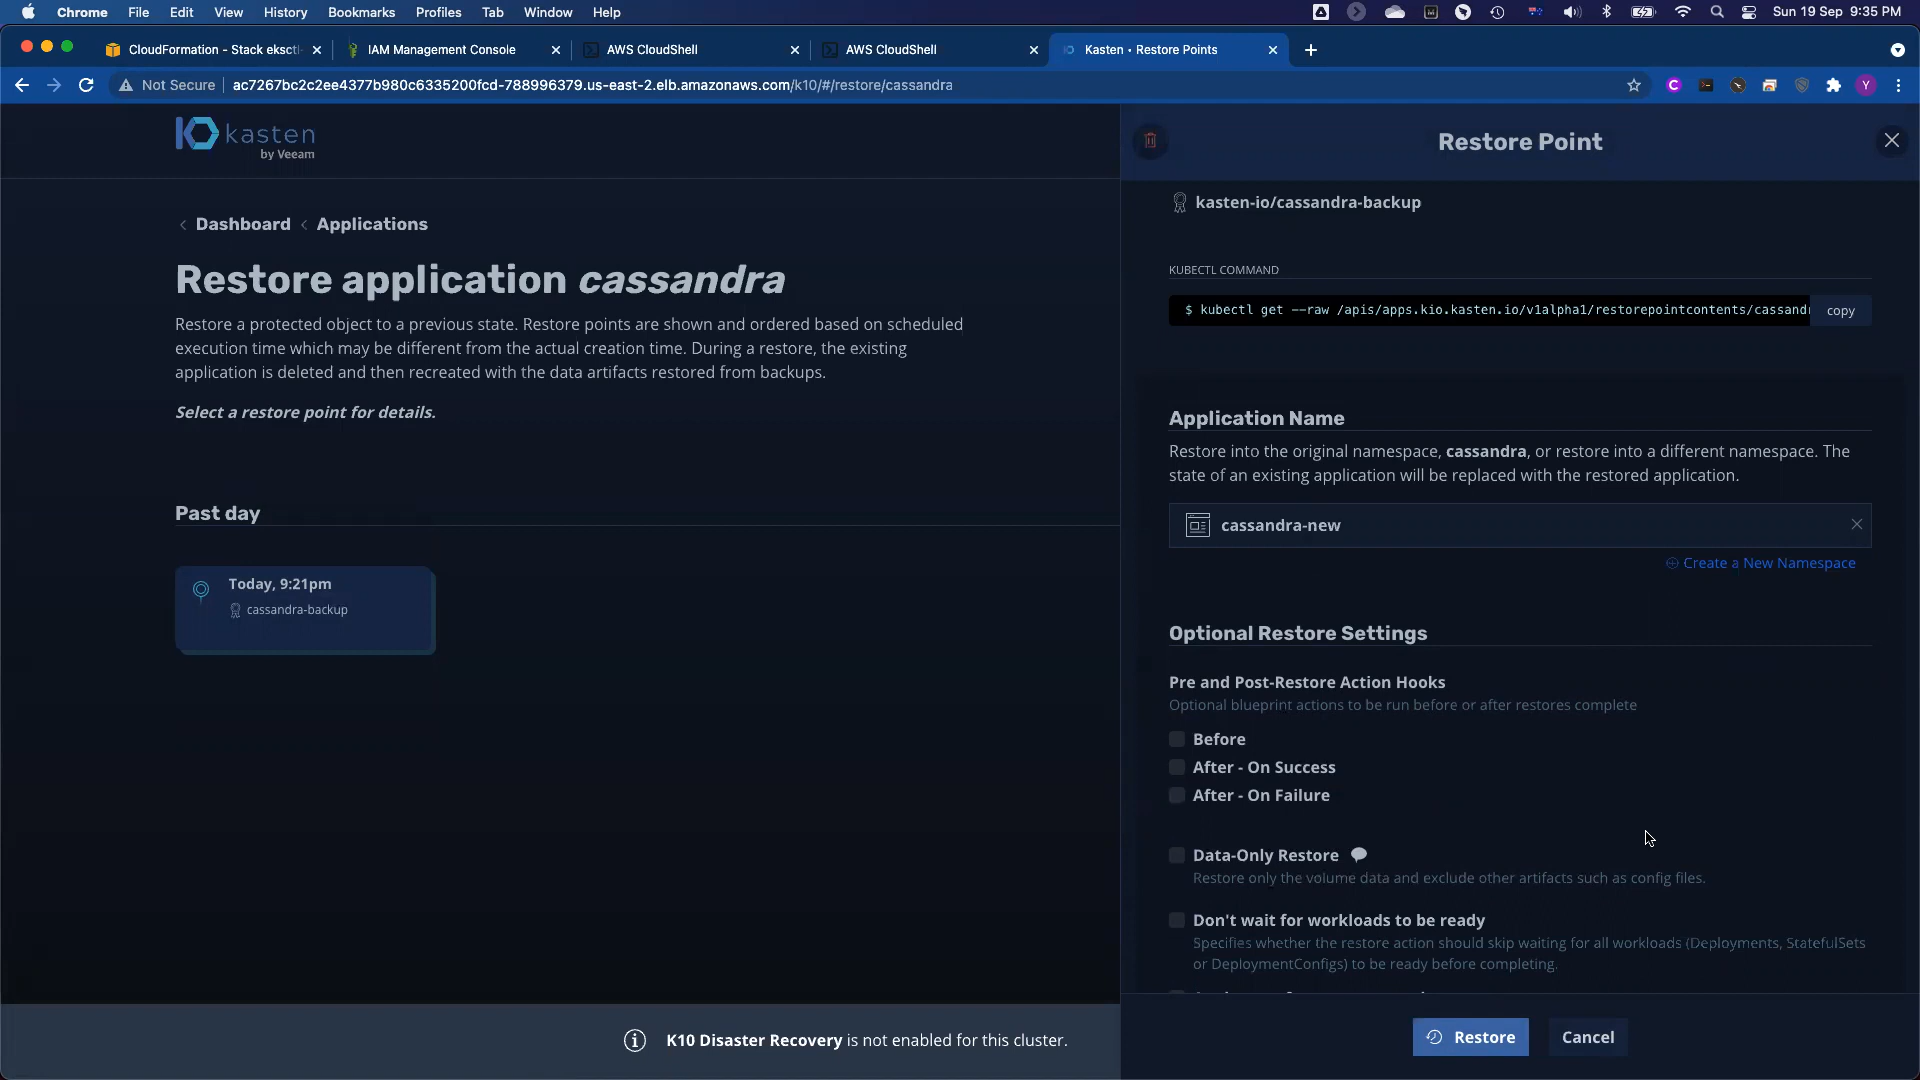 Chrome File Edit View History Bookmarks Profiles Tab Window Help
Sun 19 Sep 9:35 PM
CloudFormation - Stack eksctl
IAM Management Console
AWS CloudShell
AWS CloudShell
Kasten • Restore Points
Not Secure
ac7267bc2c2ee4377b980c6335200fcd-788996379.us-east-2.elb.amazonaws.com/k10/#/restore/cassandra
Y
kasten
by Veeam
Dashboard
Applications
Restore application cassandra
Restore a protected object to a previous state. Restore points are shown and ordered based on scheduled
execution time which may be different from the actual creation time. During a restore, the existing
application is deleted and then recreated with the data artifacts restored from backups.
Select a restore point for details.
Past day
Today, 9:21pm
cassandra-backup
K10 Disaster Recovery is not enabled for this cluster.
Restore Point
kasten-io/cassandra-backup
KUBECTL COMMAND
$ kubectl get --raw /apis/apps.kio.kasten.io/v1alpha1/restorepointcontents/cassand
copy
Application Name
Restore into the original namespace, cassandra, or restore into a different namespace. The
state of an existing application will be replaced with the restored application.
cassandra-new
Create a New Namespace
Optional Restore Settings
Pre and Post-Restore Action Hooks
Optional blueprint actions to be run before or after restores complete
Before
After - On Success
After - On Failure
Data-Only Restore
Restore only the volume data and exclude other artifacts such as config files.
Don't wait for workloads to be ready
Specifies whether the restore action should skip waiting for all workloads (Deployments, StatefulSets
or DeploymentConfigs) to be ready before completing.
Restore
Cancel